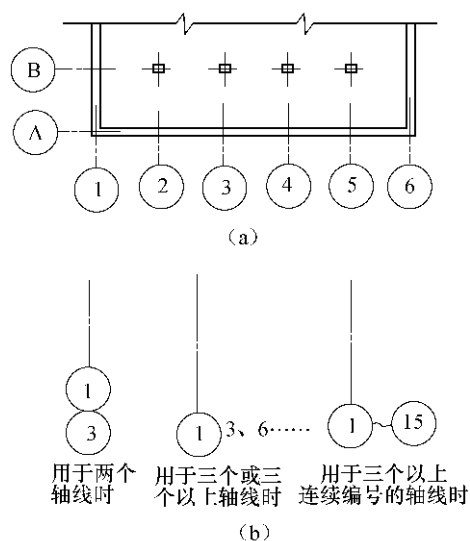 B
A
1 2 3 4 5 6
(a)
1
3
1 3、6……
1 ~ 15
用于两个
轴线时
用于三个或三
个以上轴线时
用于三个以上
连续编号的轴线时
(b)